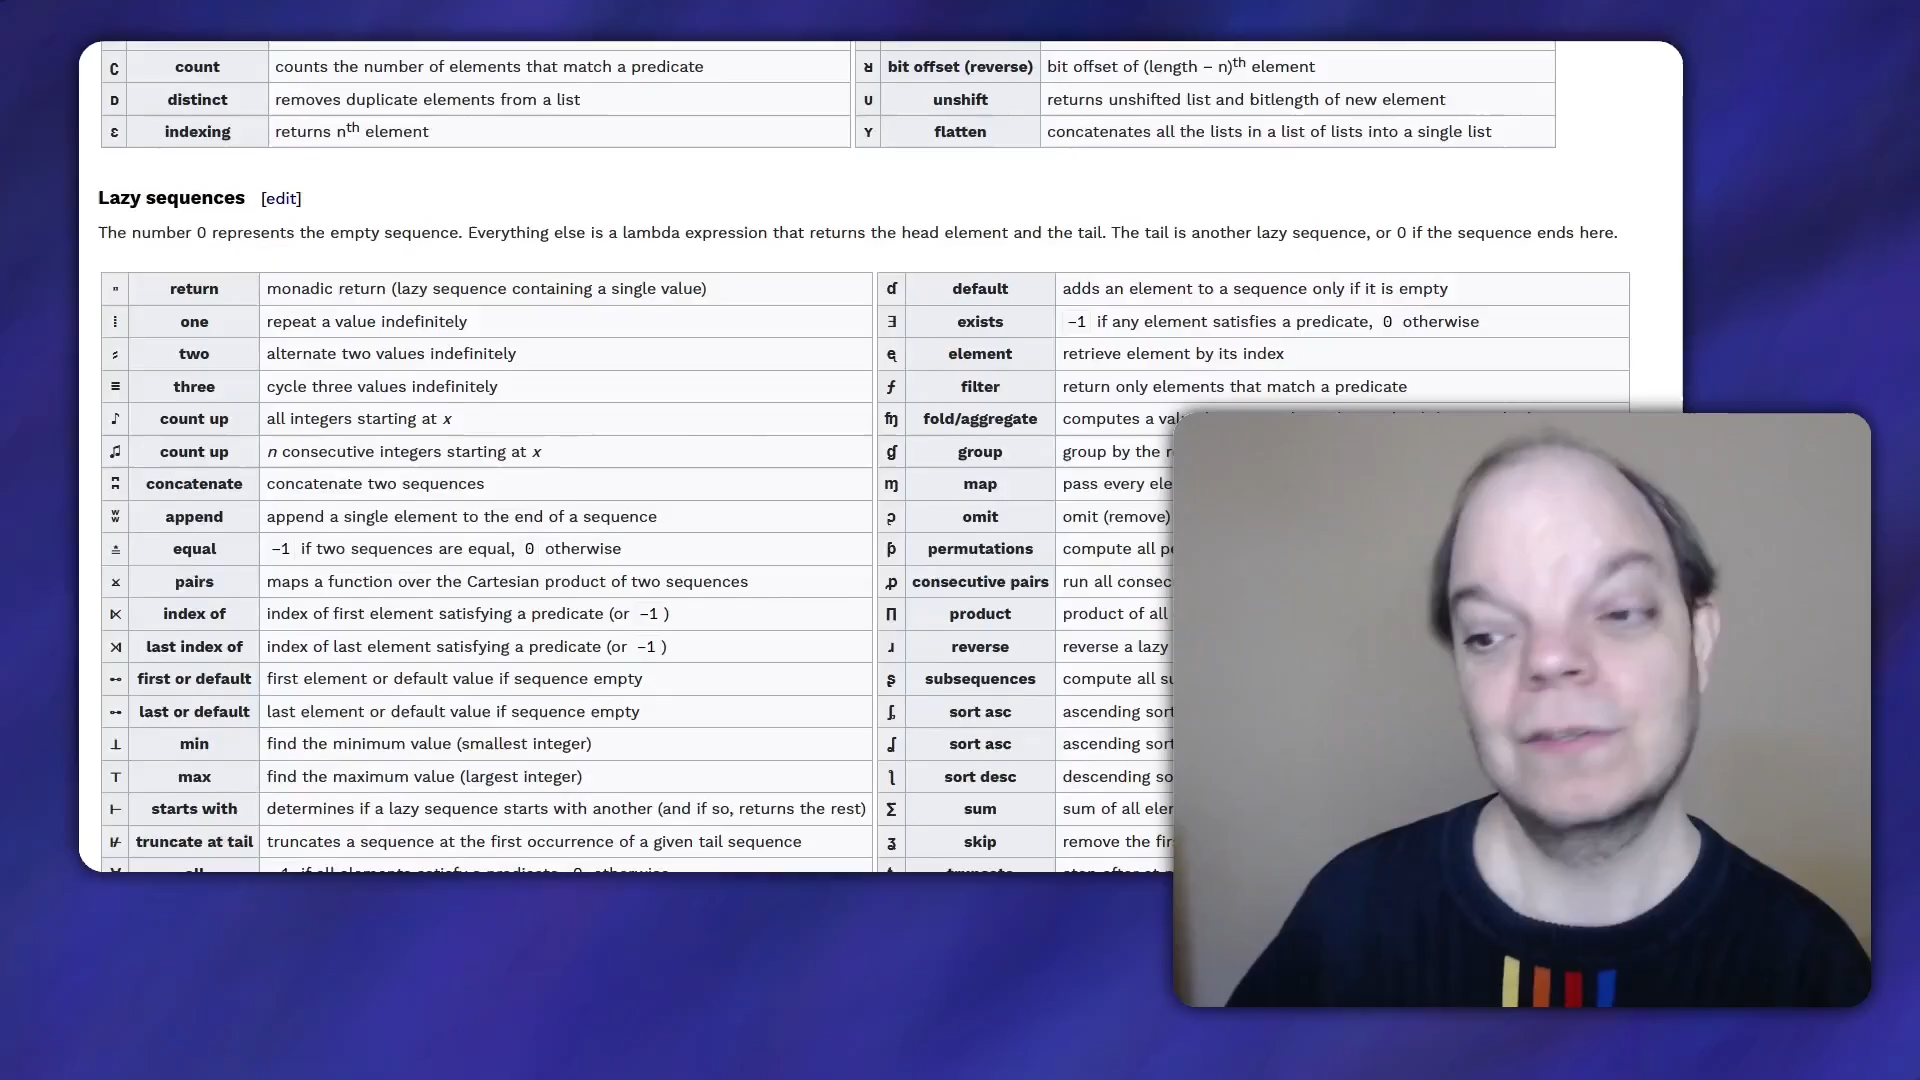 C count counts the number of elements that match a predicate ᴚ bit offset (reverse) bit offset of (length − n)th element
D distinct removes duplicate elements from a list U unshift returns unshifted list and bitlength of new element
ɛ indexing returns nth element Y flatten concatenates all the lists in a list of lists into a single list
Lazy sequences [edit]
The number 0 represents the empty sequence. Everything else is a lambda expression that returns the head element and the tail. The tail is another lazy sequence, or 0 if the sequence ends here.
return monadic return (lazy sequence containing a single value) ɗ default adds an element to a sequence only if it is empty
⁞ one repeat a value indefinitely ∃ exists −1 if any element satisfies a predicate, 0 otherwise
two alternate two values indefinitely ę element retrieve element by its index
≡ three cycle three values indefinitely ƒ filter return only elements that match a predicate
♪ count up all integers starting at x fold/aggregate computes a
♫ count up n consecutive integers starting at x ɠ group group by the
concatenate concatenate two sequences ɱ map pass every
append append a single element to the end of a sequence omit omit (remove)
≛ equal −1 if two sequences are equal, 0 otherwise ƥ permutations compute all
pairs maps a function over the Cartesian product of two sequences consecutive pairs run all
⋉ index of index of first element satisfying a predicate (or −1 ) ∏ product product of all
⋊ last index of index of last element satisfying a predicate (or −1 ) reverse reverse a lazy
⊷ first or default first element or default value if sequence empty ʂ subsequences compute all
⊶ last or default last element or default value if sequence empty sort asc ascending sort
⊥ min find the minimum value (smallest integer) sort asc ascending sort
⊤ max find the maximum value (largest integer) sort desc descending
⊢ starts with determines if a lazy sequence starts with another (and if so, returns the rest) ∑ sum sum of all
⊬ truncate at tail truncates a sequence at the first occurrence of a given tail sequence ʓ skip remove the